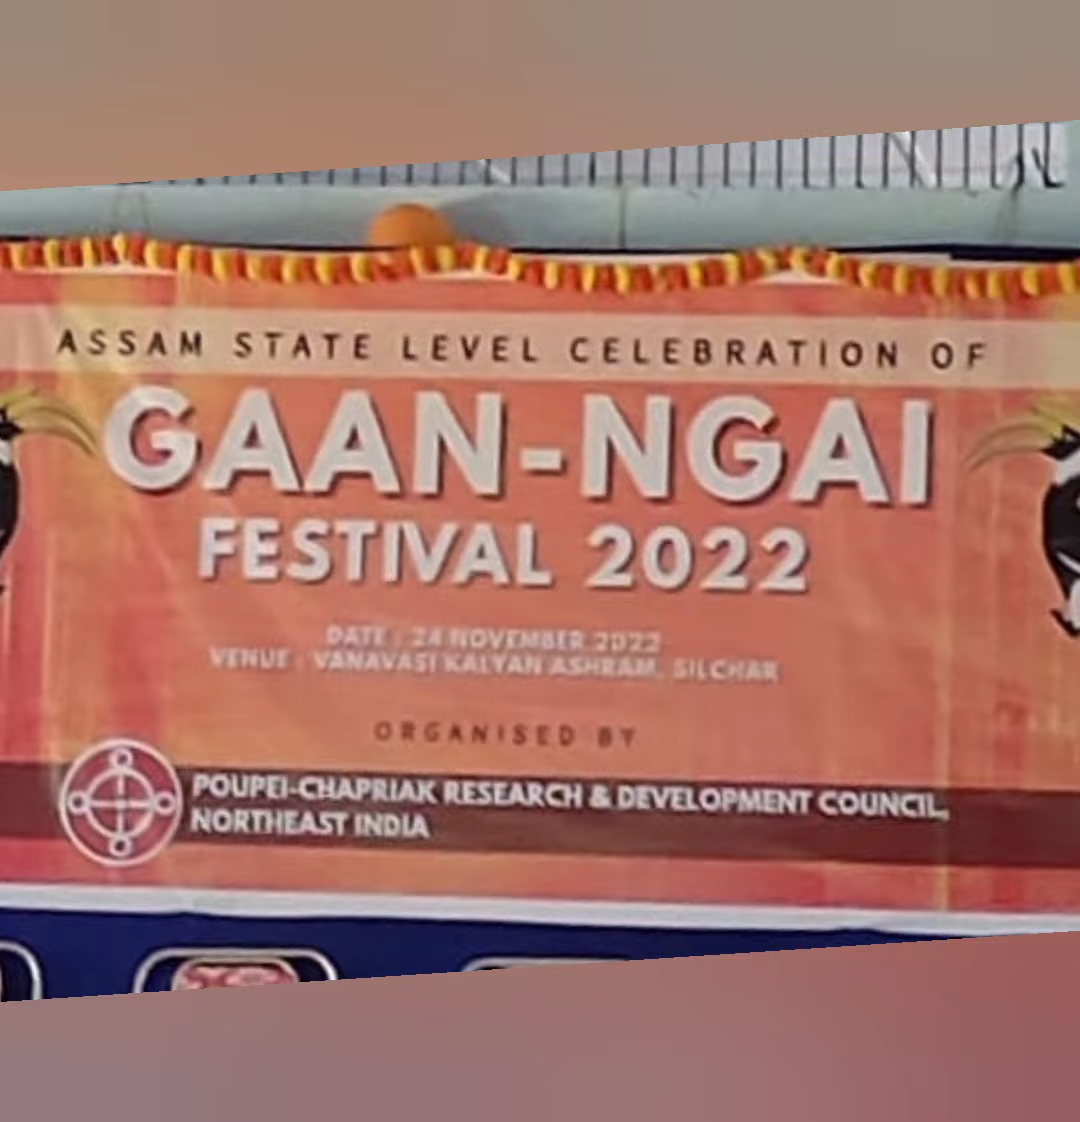 ASSAM STATE LEVEL CELEBRATION OF
GAAN-NGAI
FESTIVAL 2022
DATE : 24 NOVEMBER 2022
VENUE : VANAVASI KALYAN ASHRAM, SILCHAR
ORGANISED BY
POUPEI-CHAPRIAK RESEARCH & DEVELOPMENT COUNCIL,
NORTHEAST INDIA